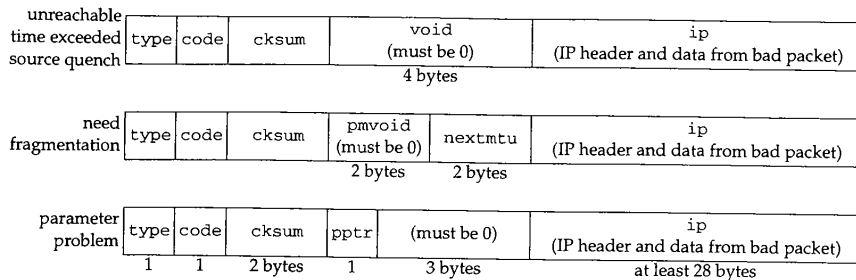 unreachable
time exceeded
source quench
type code cksum void ip
(must be 0) (IP header and data from bad packet)
4 bytes
need
fragmentation
type code cksum pmvoid nextmtu ip
(must be 0) (IP header and data from bad packet)
2 bytes 2 bytes
parameter
problem
type code cksum pptr (must be 0) ip
(IP header and data from bad packet)
1 1 2 bytes 1 3 bytes at least 28 bytes